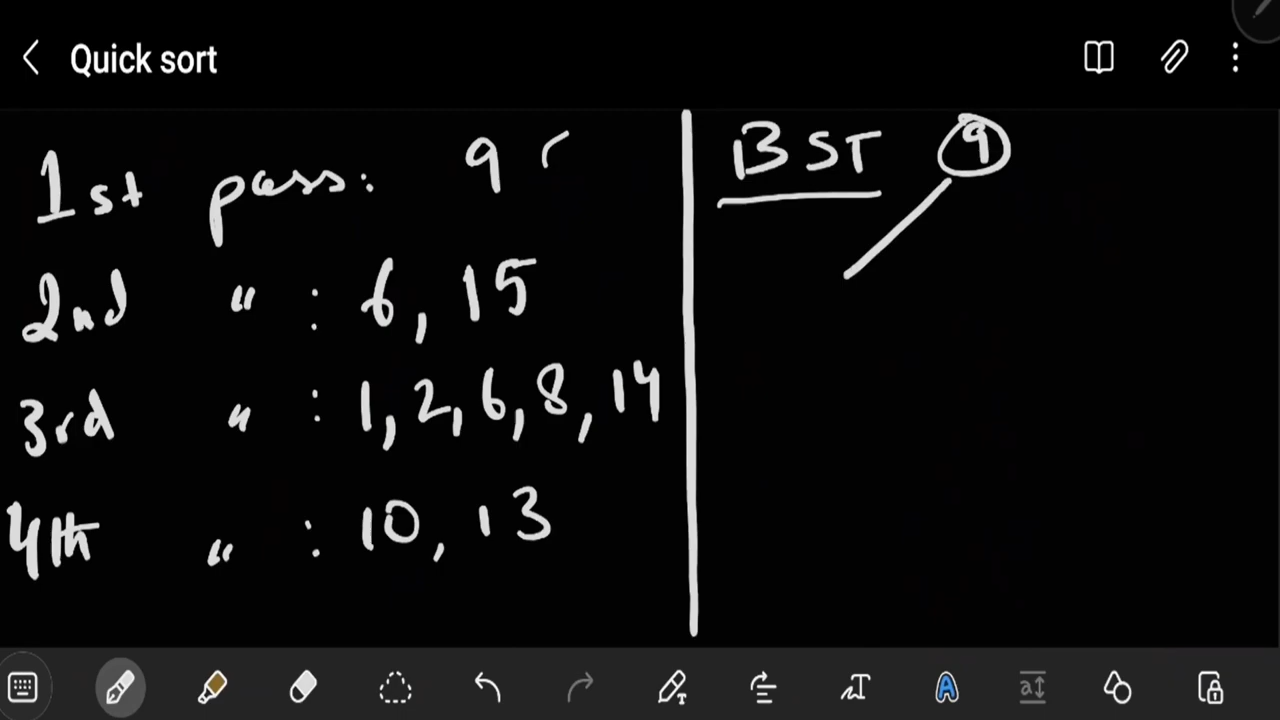 Quick sort
1st pass: 9 (
2nd " : 6, 15
3rd " : 1, 2, 6, 8, 14
4th " : 10, 13
BST 9
T
T
A
a